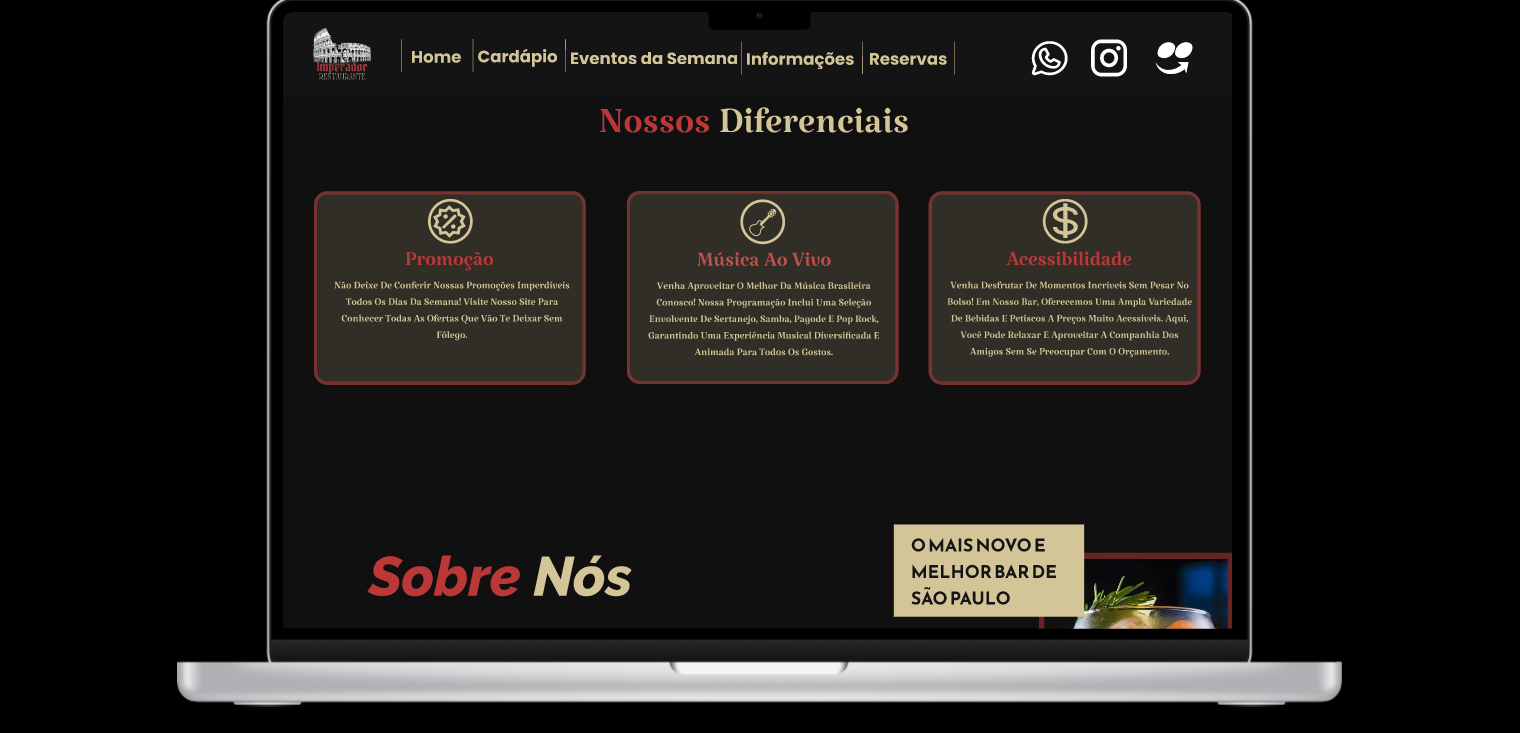 Imperador
RESTAURANTE
Home
Cardápio
Eventos da Semana
Informações
Reservas
Nossos Diferenciais
Promoção
Não Deixe De Conferir Nossas Promoções Imperdíveis
Todos Os Dias Da Semana! Visite Nosso Site Para
Conhecer Todas As Ofertas Que Vão Te Deixar Sem
Fôlego.
Música Ao Vivo
Venha Aproveitar O Melhor Da Música Brasileira
Conosco! Nossa Programação Inclui Uma Seleção
Envolvente De Sertanejo, Samba, Pagode E Pop Rock,
Garantindo Uma Experiência Musical Diversificada E
Animada Para Todos Os Gostos.
Acessibilidade
Venha Desfrutar De Momentos Incríveis Sem Pesar No
Bolso! Em Nosso Bar, Oferecemos Uma Ampla Variedade
De Bebidas E Petiscos A Preços Muito Acessíveis. Aqui,
Você Pode Relaxar E Aproveitar A Companhia Dos
Amigos Sem Se Preocupar Com O Orçamento.
Sobre Nós
O MAIS NOVO E
MELHOR BAR DE
SÃO PAULO